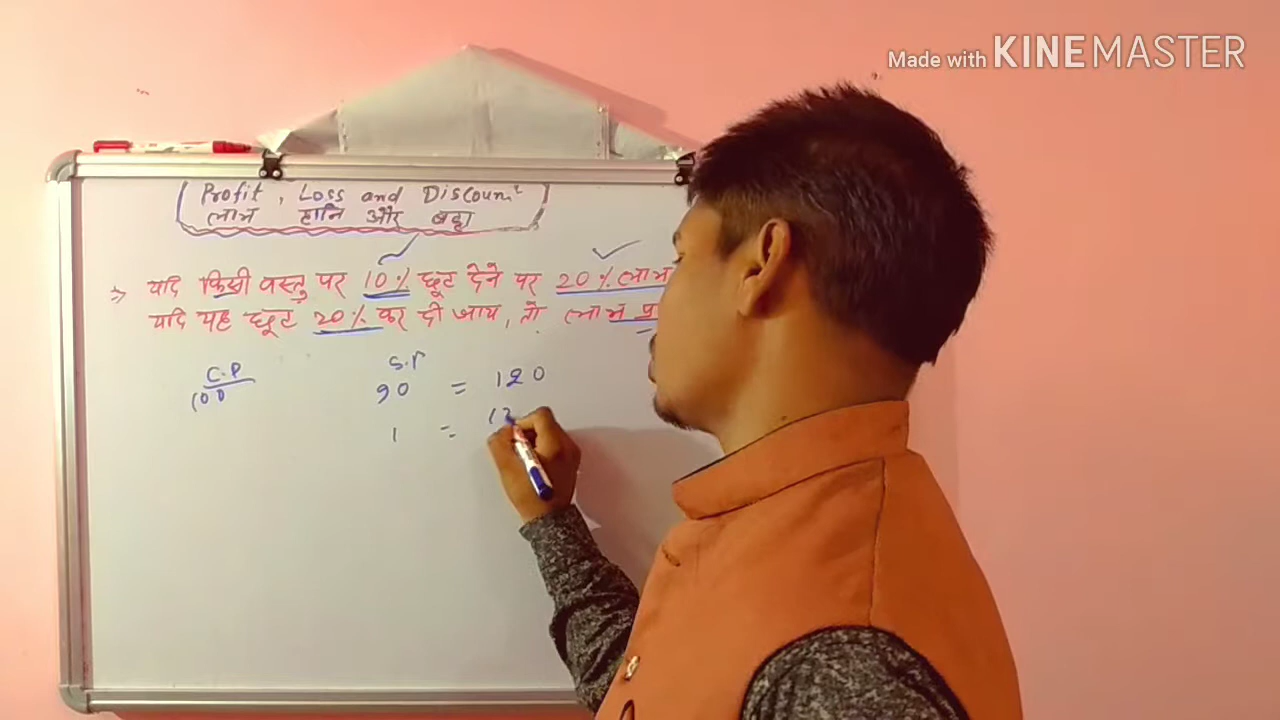 Made with KINEMASTER
Profit, Loss and Discount
लाभ हानि और बट्टा
⇒ यदि किसी वस्तु पर 10% छूट देने पर 20% लाभ
यदि यह छूट 20% कर दी जाय, तो लाभ प्र
C.P S.P
100 90 = 120
1 = 12